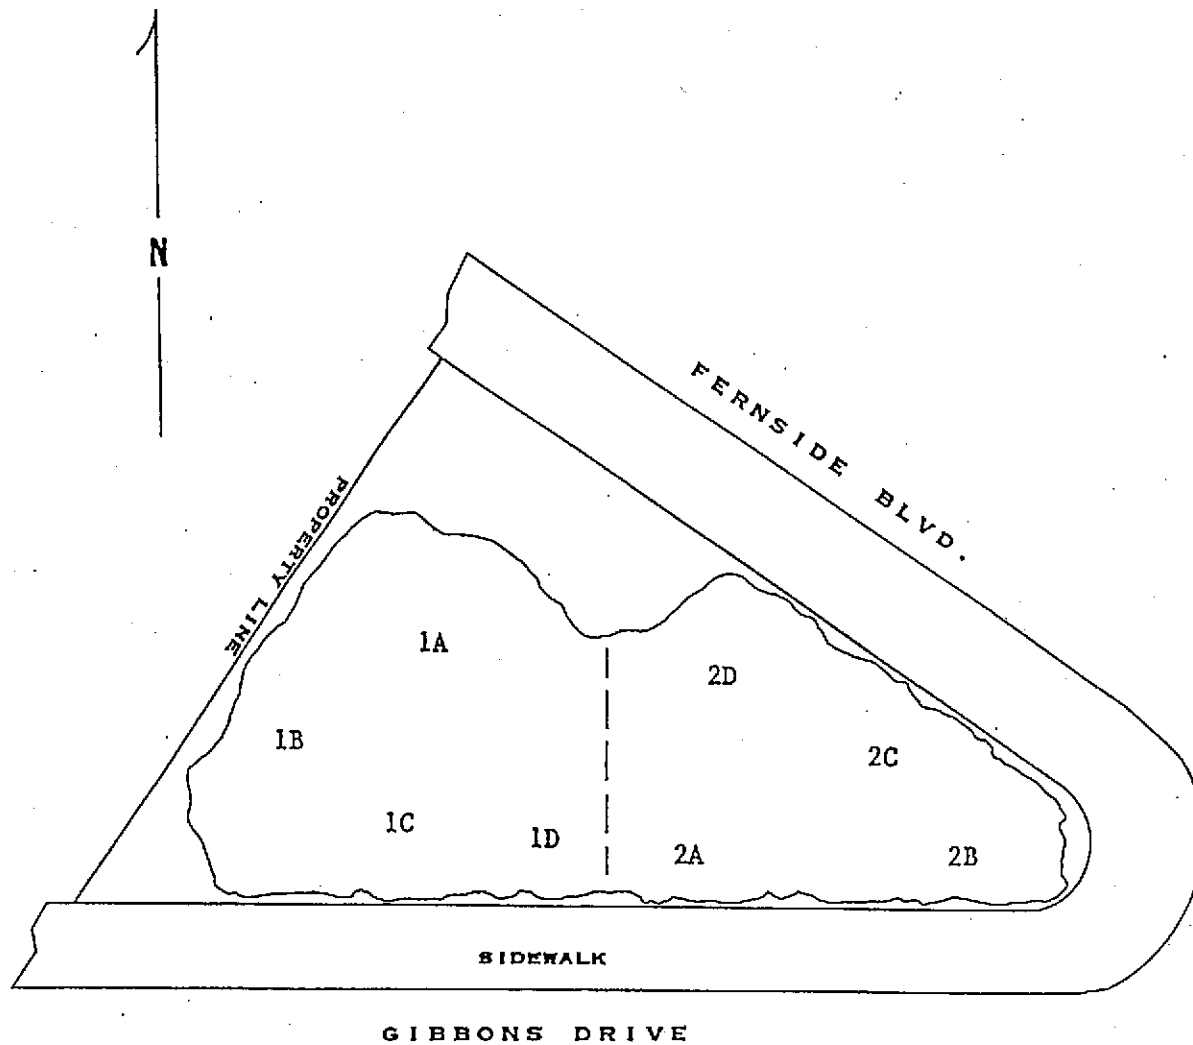 N
FERNSIDE BLVD.
PROPERTY LINE
1A
2D
1B
2C
1C
1D
2A
2B
SIDEWALK
GIBBONS DRIVE